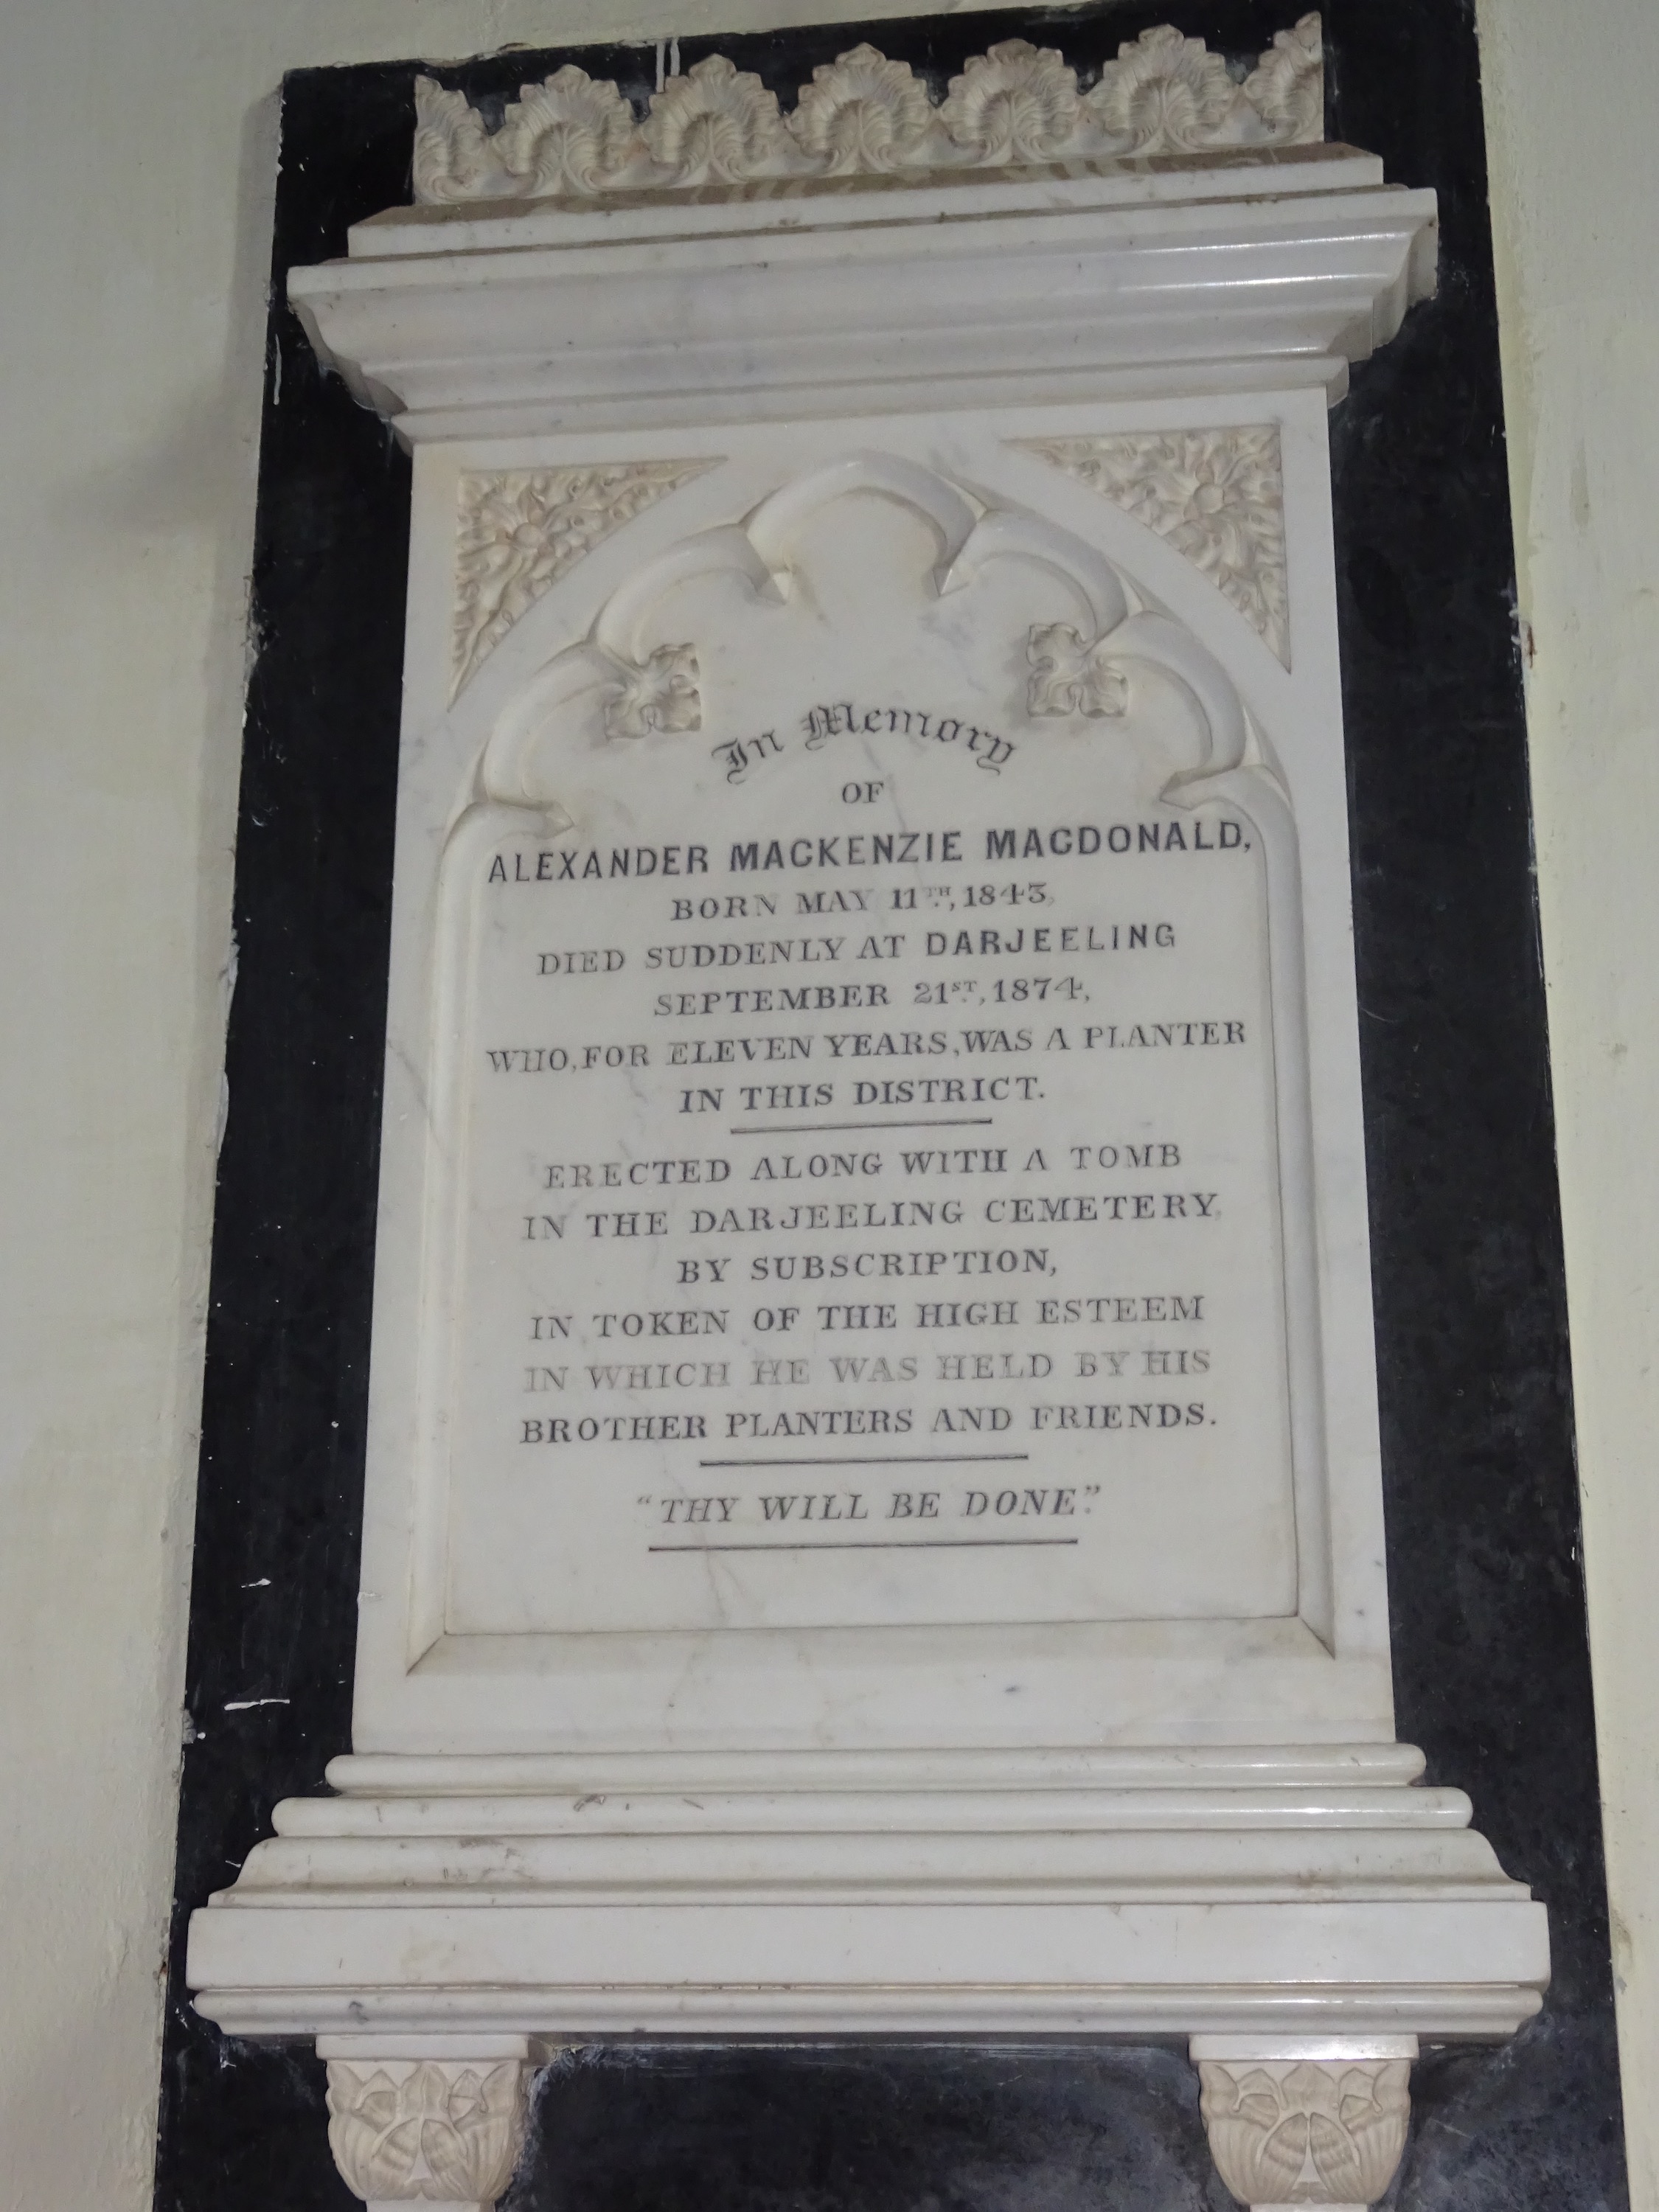 In Memory
OF
ALEXANDER MACKENZIE MACDONALD,
BORN MAY 11TH, 1843,
DIED SUDDENLY AT DARJEELING
SEPTEMBER 21ST, 1874,
WHO, FOR ELEVEN YEARS, WAS A PLANTER
IN THIS DISTRICT.
ERECTED ALONG WITH A TOMB
IN THE DARJEELING CEMETERY,
BY SUBSCRIPTION,
IN TOKEN OF THE HIGH ESTEEM
IN WHICH HE WAS HELD BY HIS
BROTHER PLANTERS AND FRIENDS.
"THY WILL BE DONE."